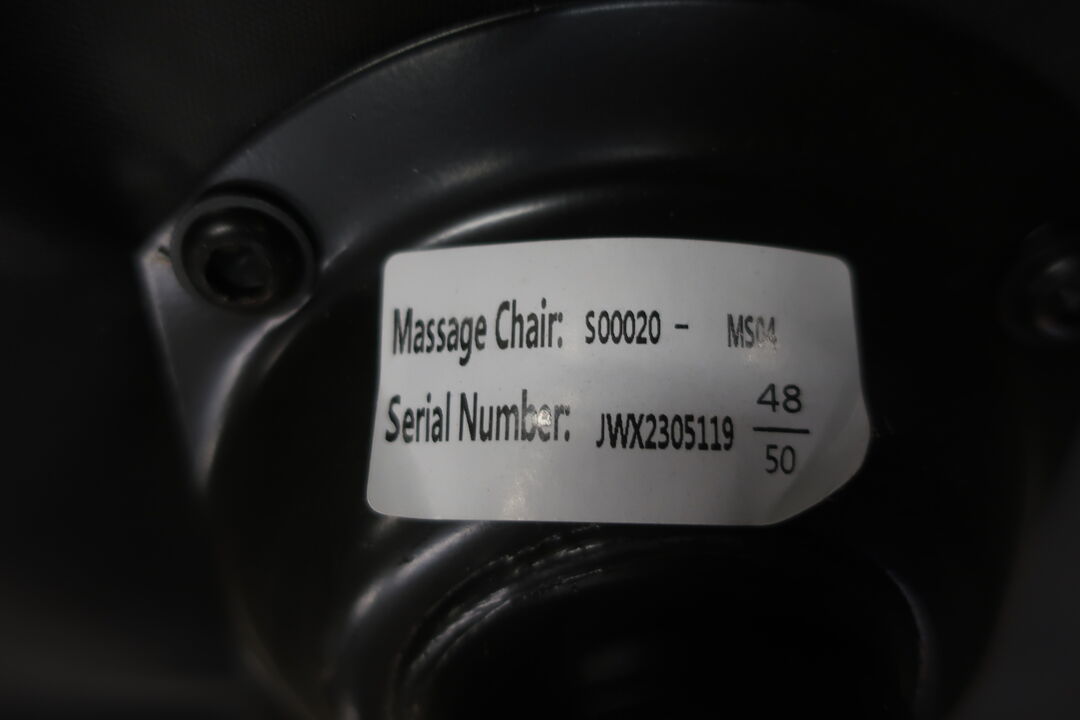 Massage Chair: S00020 - MS04
Serial Number: JWX2305119 48/50